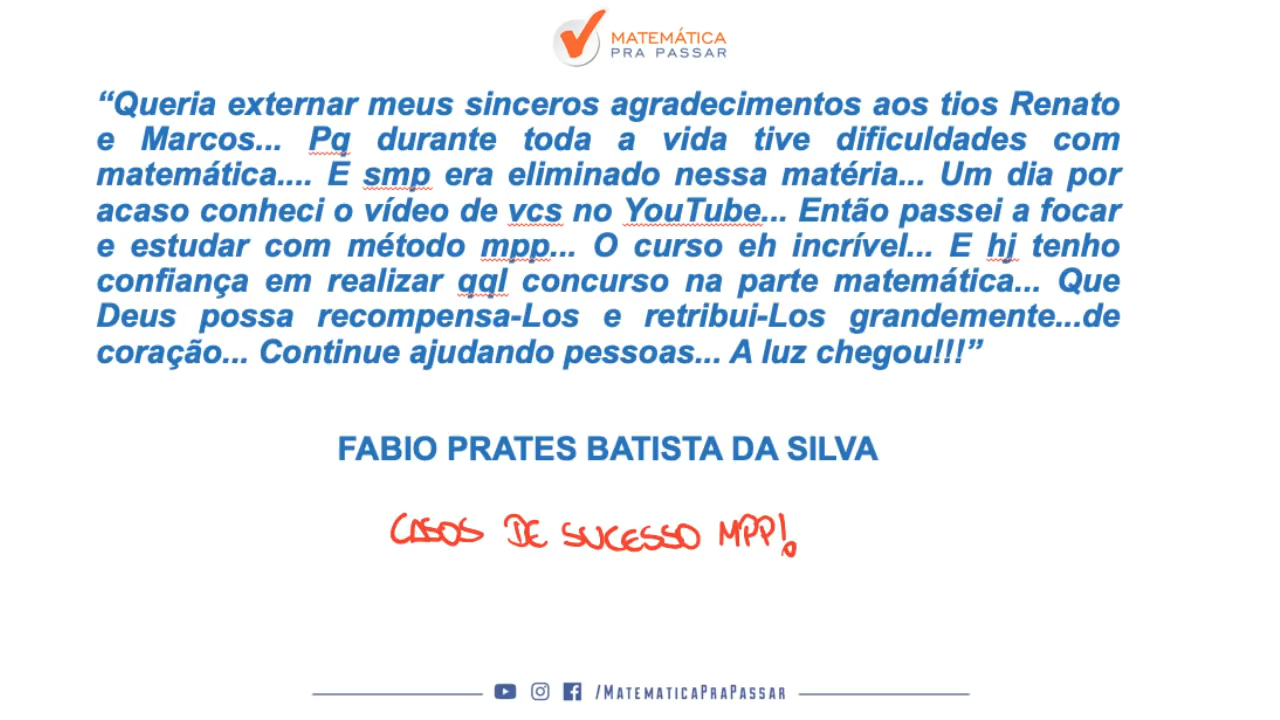 MATEMÁTICA
PRA PASSAR
“Queria externar meus sinceros agradecimentos aos tios Renato
e Marcos... Pq durante toda a vida tive dificuldades com
matemática.... E smp era eliminado nessa matéria... Um dia por
acaso conheci o vídeo de vcs no YouTube... Então passei a focar
e estudar com método mpp... O curso eh incrível... E hj tenho
confiança em realizar qql concurso na parte matemática... Que
Deus possa recompensa-Los e retribui-Los grandemente...de
coração... Continue ajudando pessoas... A luz chegou!!!”
FABIO PRATES BATISTA DA SILVA
CASOS DE SUCESSO MPP!
/MATEMATICAPRAPASSAR